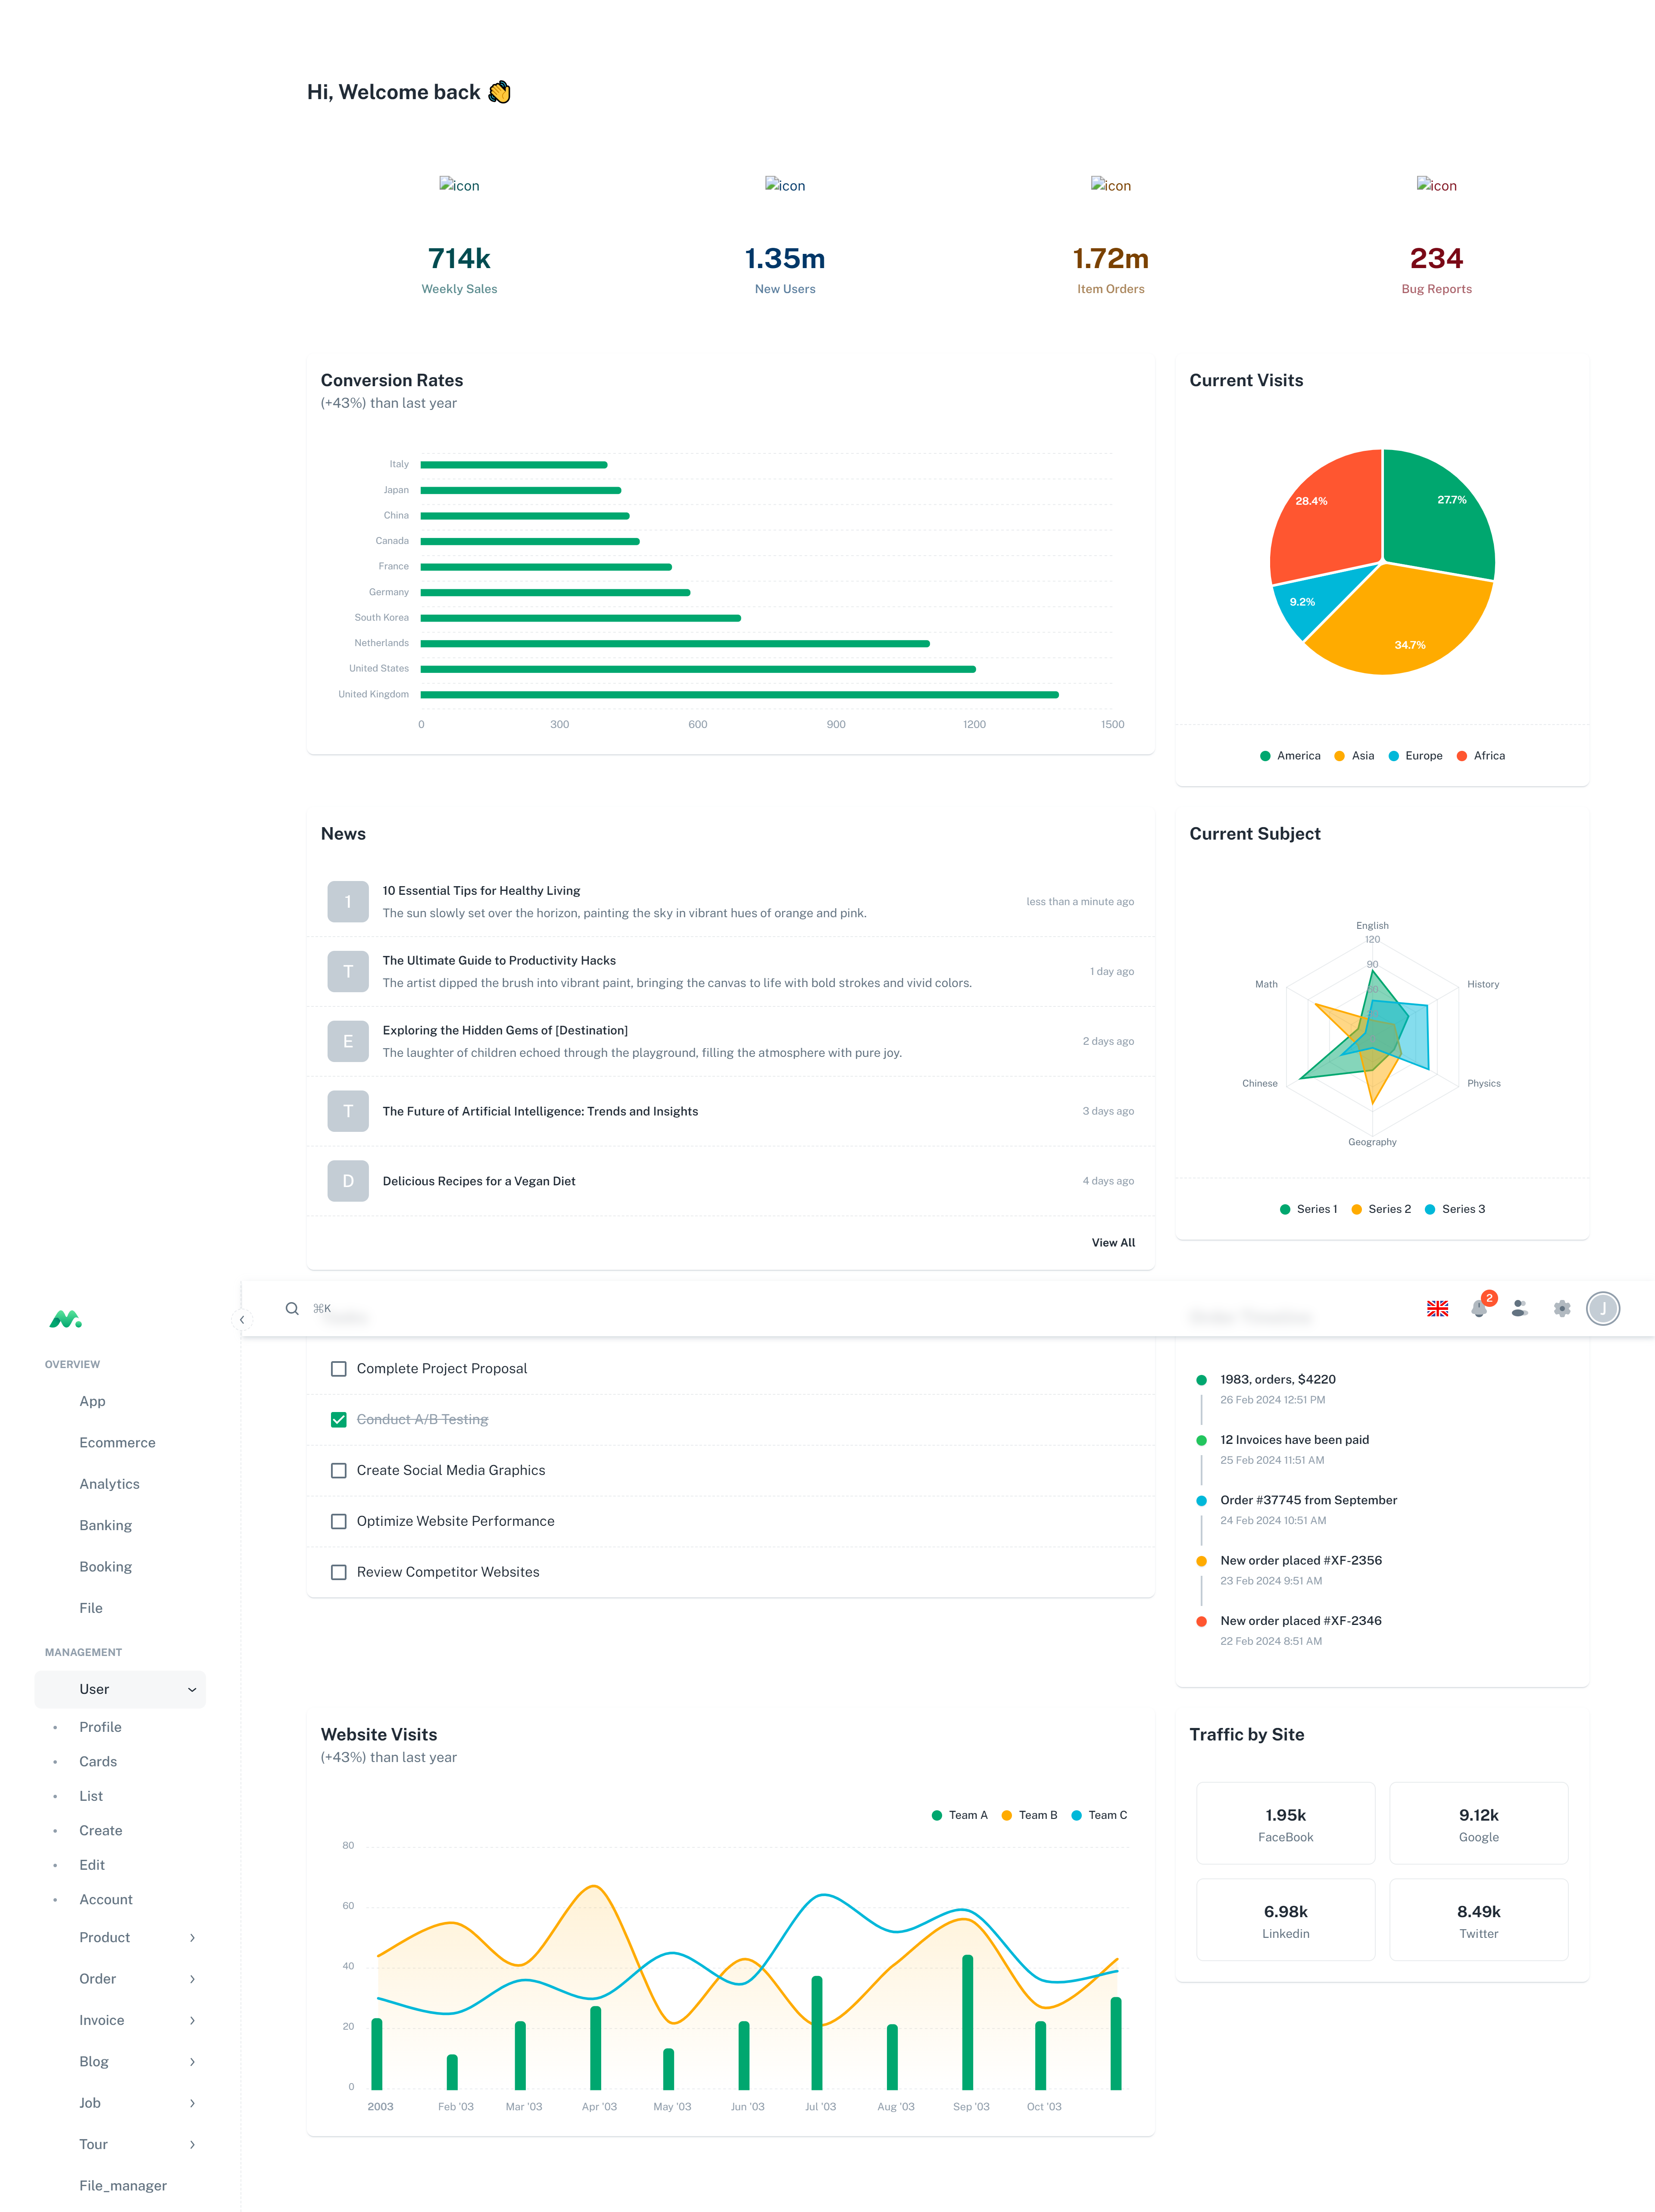 Hi, Welcome back 👋
icon
714k
Weekly Sales
icon
1.35m
New Users
icon
1.72m
Item Orders
icon
234
Bug Reports
Conversion Rates
(+43%) than last year
Italy
Japan
China
Canada
France
Germany
South Korea
Netherlands
United States
United Kingdom
0 300 600 900 1200 1500
Current Visits
28.4%
27.7%
9.2%
34.7%
America Asia Europe Africa
News
1
10 Essential Tips for Healthy Living
The sun slowly set over the horizon, painting the sky in vibrant hues of orange and pink.
less than a minute ago
T
The Ultimate Guide to Productivity Hacks
The artist dipped the brush into vibrant paint, bringing the canvas to life with bold strokes and vivid colors.
1 day ago
E
Exploring the Hidden Gems of [Destination]
The laughter of children echoed through the playground, filling the atmosphere with pure joy.
2 days ago
T
The Future of Artificial Intelligence: Trends and Insights
3 days ago
D
Delicious Recipes for a Vegan Diet
4 days ago
View All
Current Subject
English
120
90
Math
History
Chinese
Physics
Geography
Series 1 Series 2 Series 3
⌘K
2
J
OVERVIEW
App
Ecommerce
Analytics
Banking
Booking
File
MANAGEMENT
User
Profile
Cards
List
Create
Edit
Account
Product
Order
Invoice
Blog
Job
Tour
File_manager
Complete Project Proposal
Conduct A/B Testing
Create Social Media Graphics
Optimize Website Performance
Review Competitor Websites
1983, orders, $4220
26 Feb 2024 12:51 PM
12 Invoices have been paid
25 Feb 2024 11:51 AM
Order #37745 from September
24 Feb 2024 10:51 AM
New order placed #XF-2356
23 Feb 2024 9:51 AM
New order placed #XF-2346
22 Feb 2024 8:51 AM
Website Visits
(+43%) than last year
Team A Team B Team C
80
60
40
20
0
2003 Feb '03 Mar '03 Apr '03 May '03 Jun '03 Jul '03 Aug '03 Sep '03 Oct '03
Traffic by Site
1.95k
FaceBook
9.12k
Google
6.98k
Linkedin
8.49k
Twitter